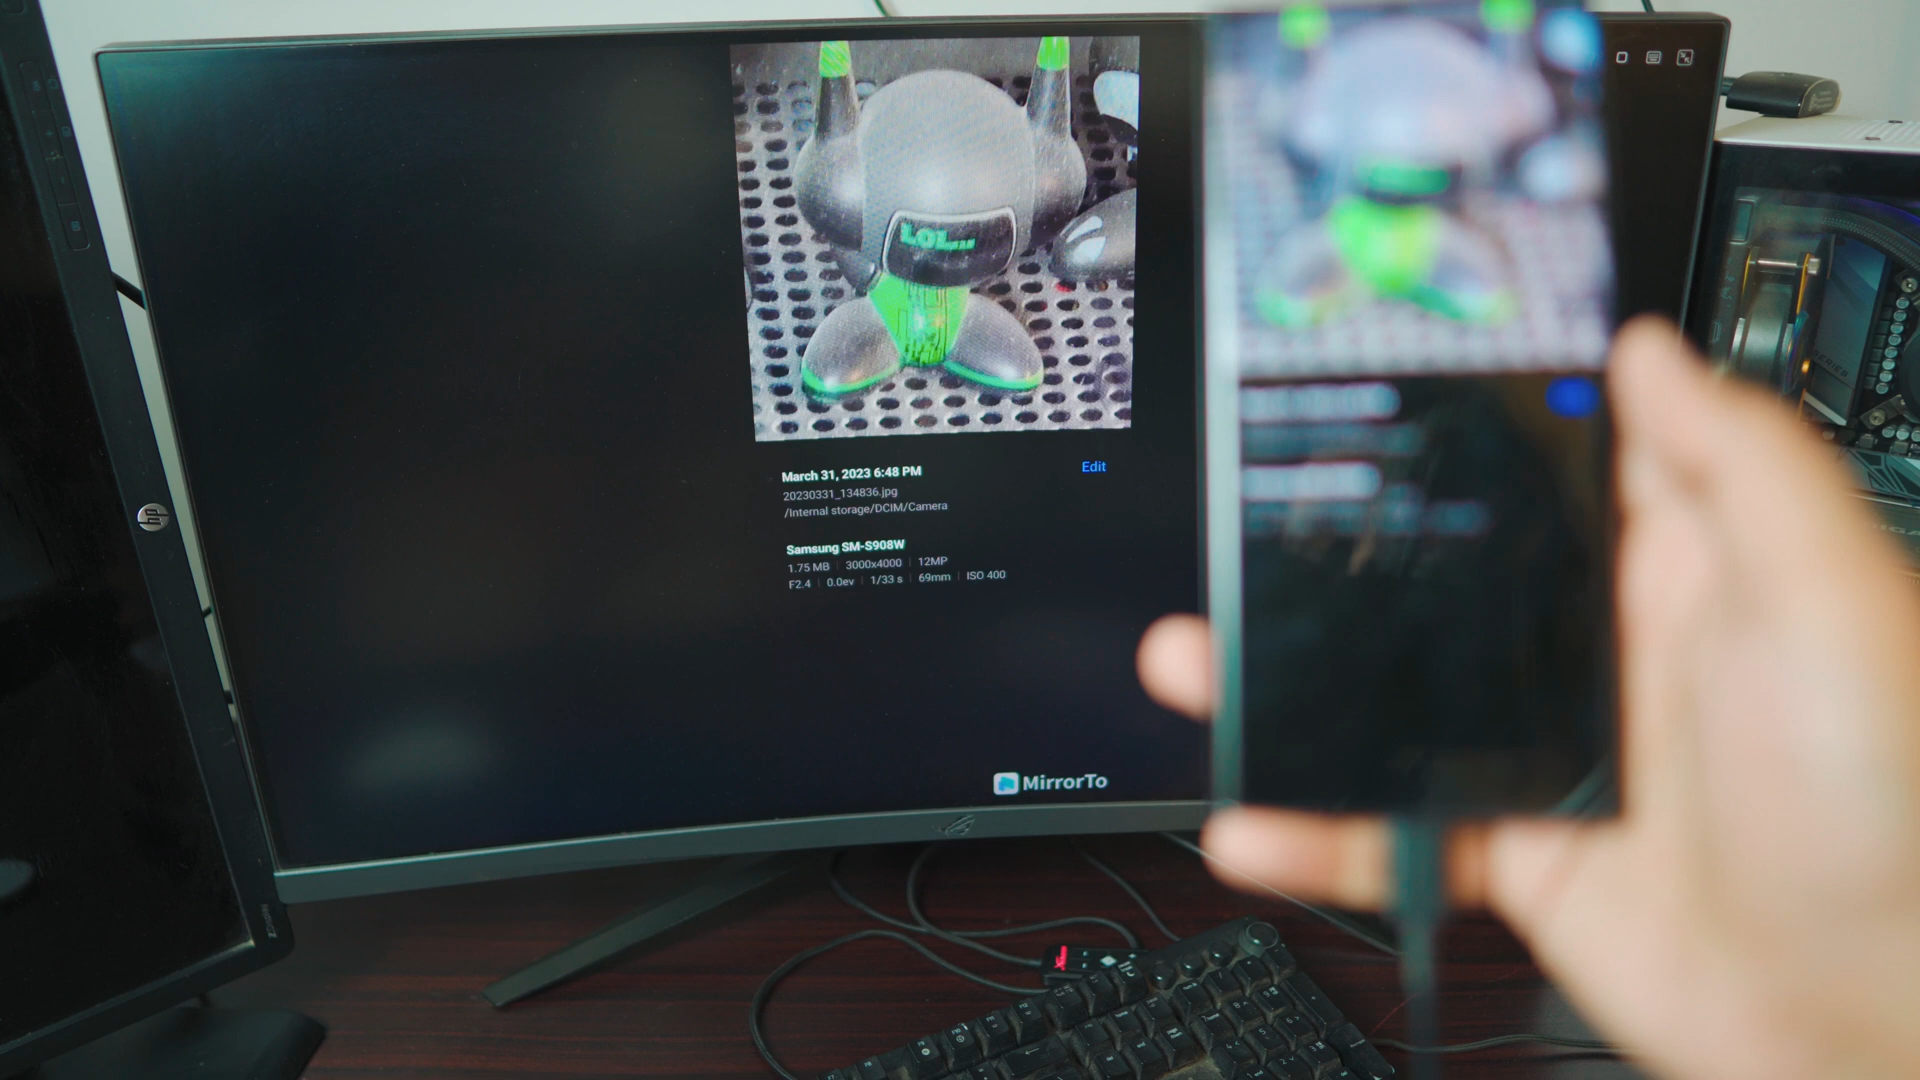 LOL...
March 31, 2023 6:48 PM
Edit
20230331_134836.jpg
/Internal storage/DCIM/Camera
Samsung SM-S908W
1.75 MB 3000x4000 12MP
F2.4 0.0ev 1/33 s 69mm ISO 400
MirrorTo
hp